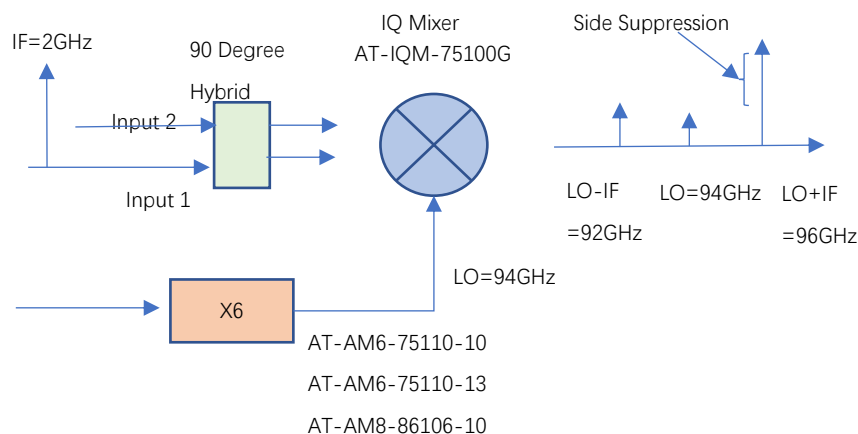 IF=2GHz
90 Degree
Hybrid
Input 2
Input 1
IQ Mixer
AT-IQM-75100G
Side Suppression
LO-IF
=92GHz
LO=94GHz
LO+IF
=96GHz
LO=94GHz
X6
AT-AM6-75110-10
AT-AM6-75110-13
AT-AM8-86106-10